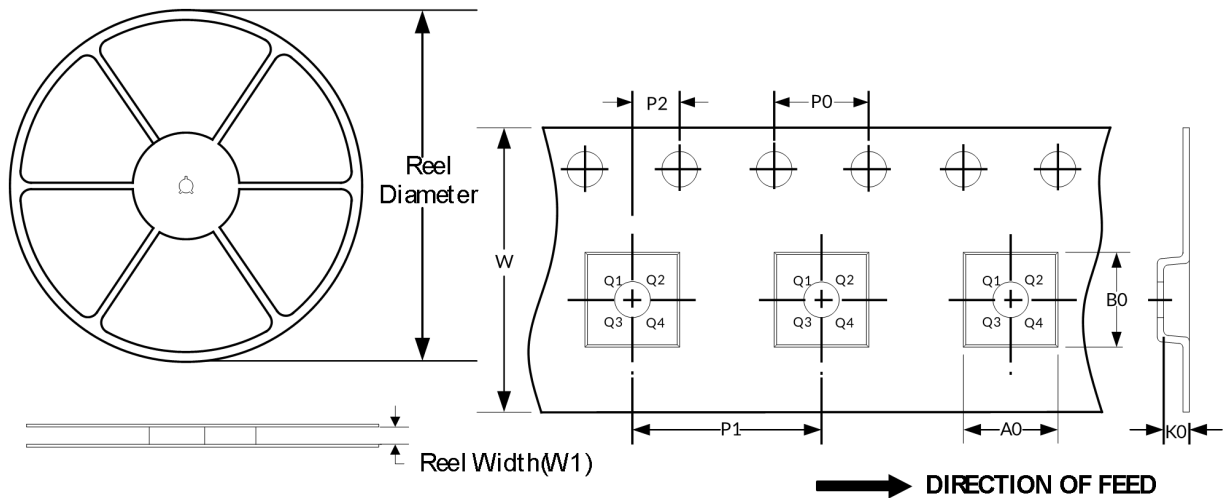 P2
P0
Reel
Diameter
W
Q1 Q2
Q3 Q4
Q1 Q2
Q3 Q4
Q1 Q2
Q3 Q4
B0
P1
A0
K0
Reel Width(W1)
DIRECTION OF FEED